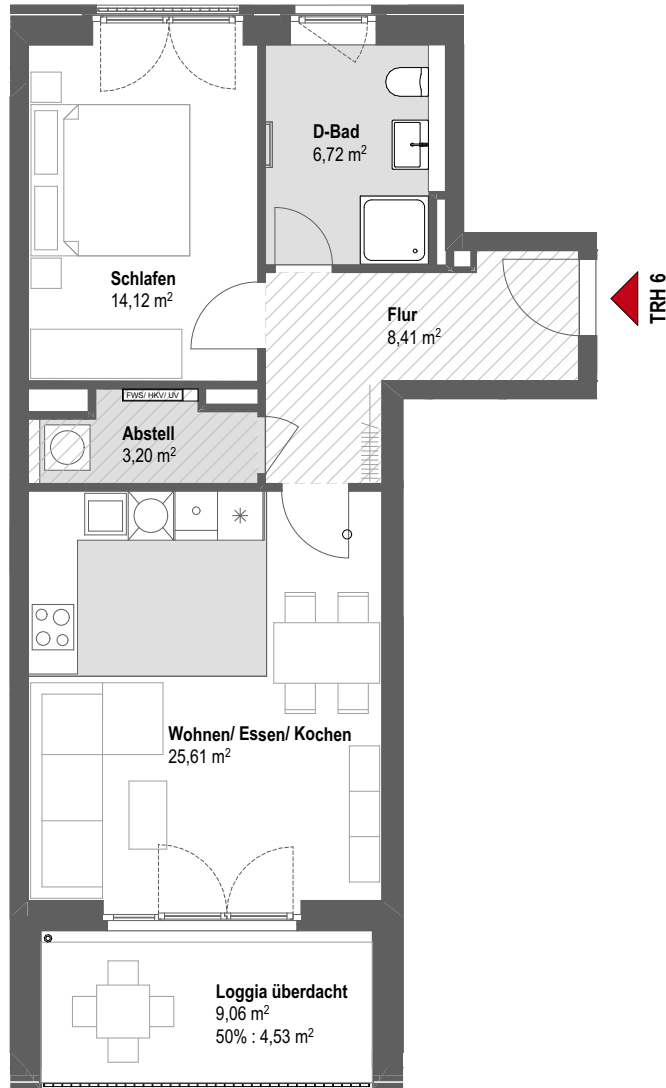 D-Bad
6,72 m²
Schlafen
14,12 m²
Flur
8,41 m²
TRH 6
FWS/ HKV/ UV
Abstell
3,20 m²
Wohnen/ Essen/ Kochen
25,61 m²
Loggia überdacht
9,06 m²
50% : 4,53 m²